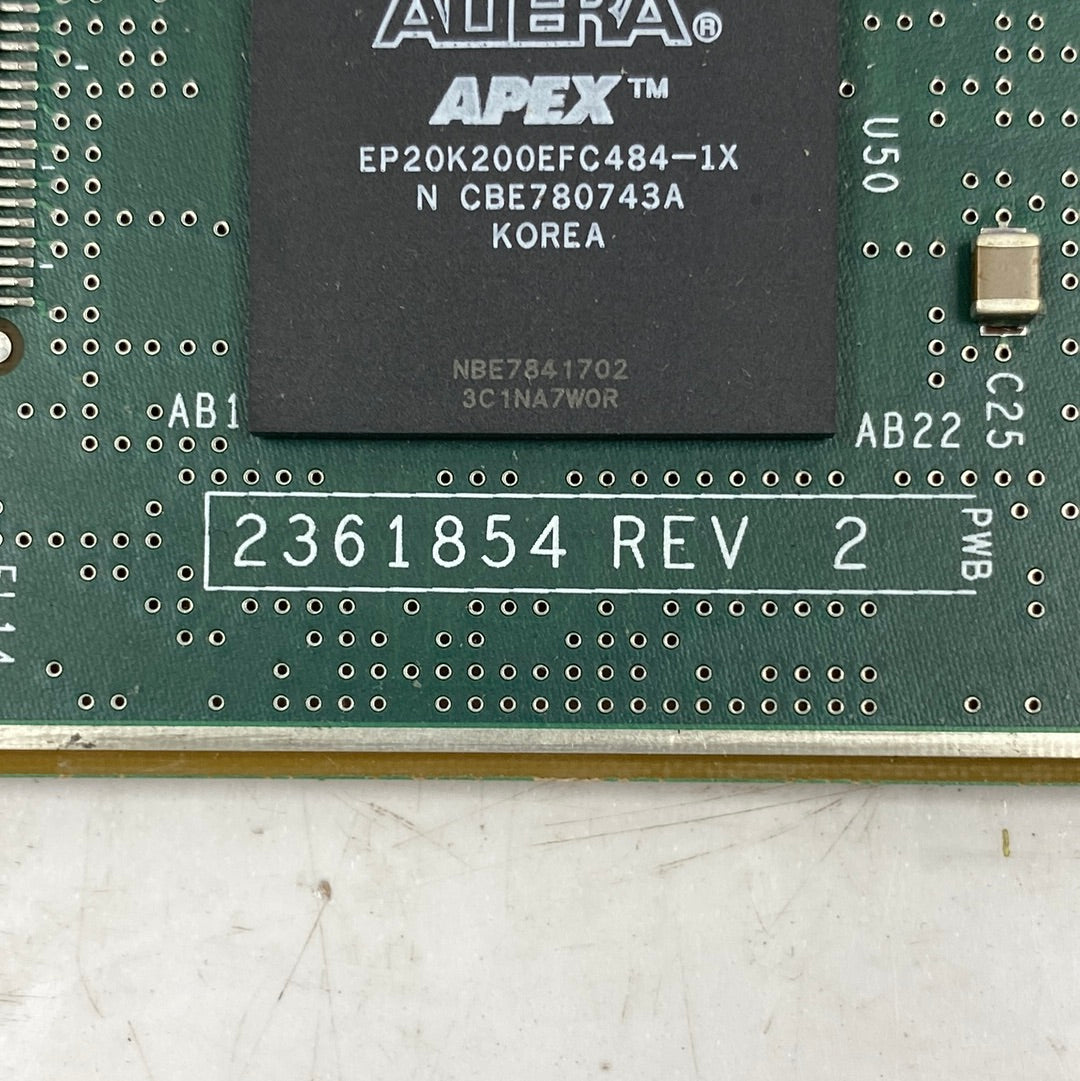 ALTERA®
APEX™
EP20K200EFC484-1X
N CBE780743A
KOREA
NBE7841702
3C1NA7W0R
U50
C25
AB1
AB22
2361854 REV 2
PWB